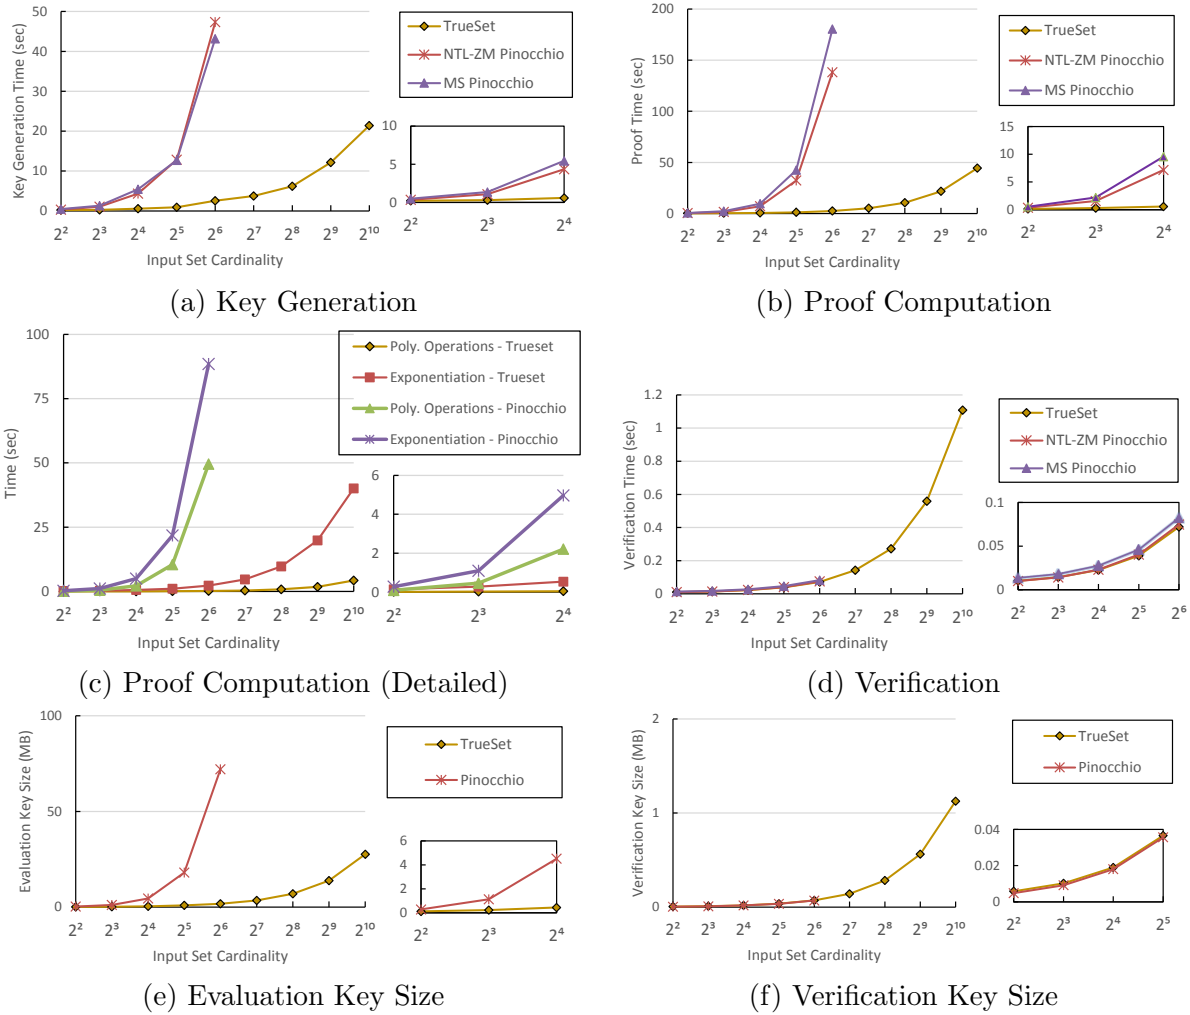 50
40
30
20
10
0
Key Generation Time (sec)
2² 2³ 2⁴ 2⁵ 2⁶ 2⁷ 2⁸ 2⁹ 2¹⁰
Input Set Cardinality
TrueSet
NTL-ZM Pinocchio
MS Pinocchio
10
5
0
2² 2³ 2⁴
(a) Key Generation
200
150
100
50
0
Proof Time (sec)
2² 2³ 2⁴ 2⁵ 2⁶ 2⁷ 2⁸ 2⁹ 2¹⁰
Input Set Cardinality
TrueSet
NTL-ZM Pinocchio
MS Pinocchio
15
10
5
0
2² 2³ 2⁴
(b) Proof Computation
100
75
50
25
0
Time (sec)
2² 2³ 2⁴ 2⁵ 2⁶ 2⁷ 2⁸ 2⁹ 2¹⁰
Input Set Cardinality
Poly. Operations - Trueset
Exponentiation - Trueset
Poly. Operations - Pinocchio
Exponentiation - Pinocchio
6
4
2
0
2² 2³ 2⁴
(c) Proof Computation (Detailed)
1.2
1
0.8
0.6
0.4
0.2
0
Verification Time (sec)
2² 2³ 2⁴ 2⁵ 2⁶ 2⁷ 2⁸ 2⁹ 2¹⁰
Input Set Cardinality
TrueSet
NTL-ZM Pinocchio
MS Pinocchio
0.1
0.05
0
2² 2³ 2⁴ 2⁵ 2⁶
(d) Verification
100
50
0
Evaluation Key Size (MB)
2² 2³ 2⁴ 2⁵ 2⁶ 2⁷ 2⁸ 2⁹ 2¹⁰
Input Set Cardinality
TrueSet
Pinocchio
6
4
2
0
2² 2³ 2⁴
(e) Evaluation Key Size
2
1
0
Verification Key Size (MB)
2² 2³ 2⁴ 2⁵ 2⁶ 2⁷ 2⁸ 2⁹ 2¹⁰
Input Set Cardinality
TrueSet
Pinocchio
0.04
0.02
0
2² 2³ 2⁴ 2⁵
(f) Verification Key Size